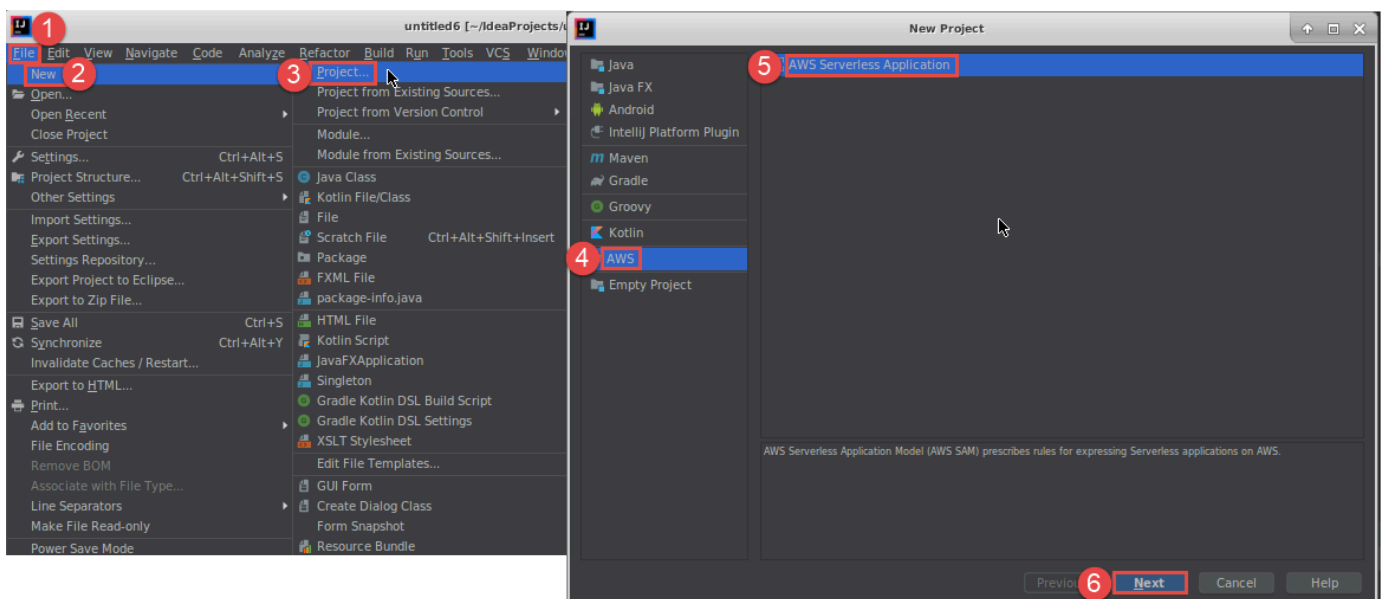 1
untitled6 [~/IdeaProjects/u
File Edit View Navigate Code Analyze Refactor Build Run Tools VCS Windo
New
2
Open...
Open Recent
Close Project
Settings... Ctrl+Alt+S
Project Structure... Ctrl+Alt+Shift+S
Other Settings
Import Settings...
Export Settings...
Settings Repository...
Export Project to Eclipse...
Export to Zip File...
Save All Ctrl+S
Synchronize Ctrl+Alt+Y
Invalidate Caches / Restart...
Export to HTML...
Print...
Add to Favorites
File Encoding
Remove BOM
Associate with File Type...
Line Separators
Make File Read-only
Power Save Mode
3
Project...
Project from Existing Sources...
Project from Version Control
Module...
Module from Existing Sources...
Java Class
Kotlin File/Class
File
Scratch File Ctrl+Alt+Shift+Insert
Package
FXML File
package-info.java
HTML File
Kotlin Script
JavaFXApplication
Singleton
Gradle Kotlin DSL Build Script
Gradle Kotlin DSL Settings
XSLT Stylesheet
Edit File Templates...
GUI Form
Create Dialog Class
Form Snapshot
Resource Bundle
New Project
Java
Java FX
Android
IntelliJ Platform Plugin
Maven
Gradle
Groovy
Kotlin
4
AWS
Empty Project
5
AWS Serverless Application
AWS Serverless Application Model (AWS SAM) prescribes rules for expressing Serverless applications on AWS.
Previou
6
Next
Cancel
Help